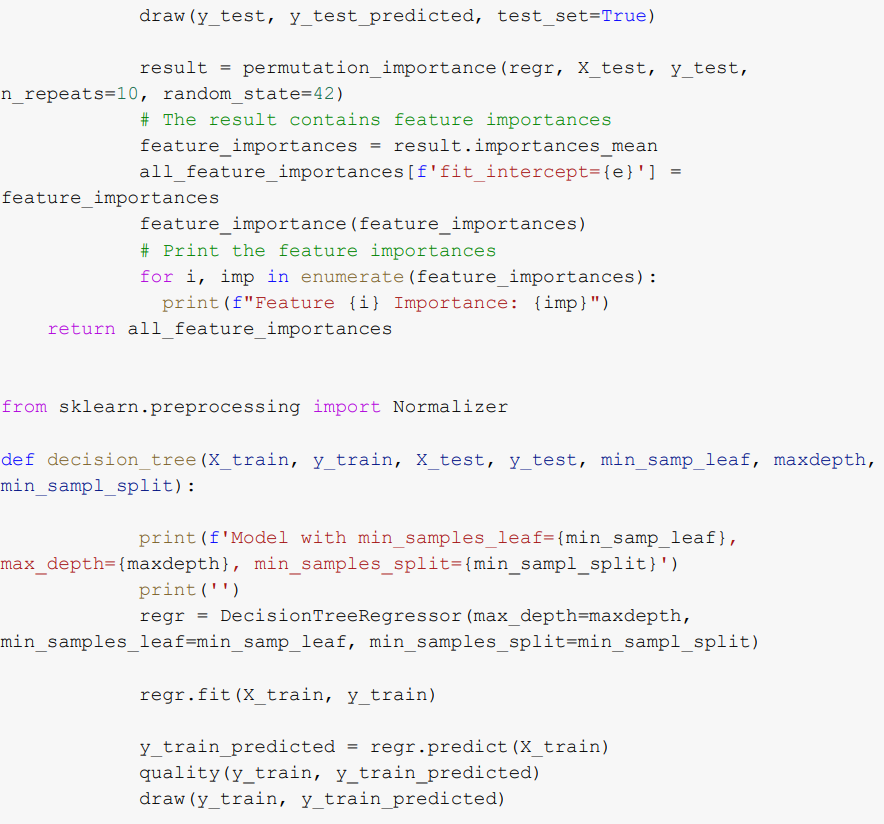 draw(y_test, y_test_predicted, test_set=True)

            result = permutation_importance(regr, X_test, y_test,
n_repeats=10, random_state=42)
            # The result contains feature importances
            feature_importances = result.importances_mean
            all_feature_importances[f'fit_intercept={e}'] =
feature_importances
            feature_importance(feature_importances)
            # Print the feature importances
            for i, imp in enumerate(feature_importances):
              print(f"Feature {i} Importance: {imp}")
    return all_feature_importances


from sklearn.preprocessing import Normalizer

def decision_tree(X_train, y_train, X_test, y_test, min_samp_leaf, maxdepth,
min_sampl_split):

            print(f'Model with min_samples_leaf={min_samp_leaf},
max_depth={maxdepth}, min_samples_split={min_sampl_split}')
            print('')
            regr = DecisionTreeRegressor(max_depth=maxdepth,
min_samples_leaf=min_samp_leaf, min_samples_split=min_sampl_split)

            regr.fit(X_train, y_train)

            y_train_predicted = regr.predict(X_train)
            quality(y_train, y_train_predicted)
            draw(y_train, y_train_predicted)